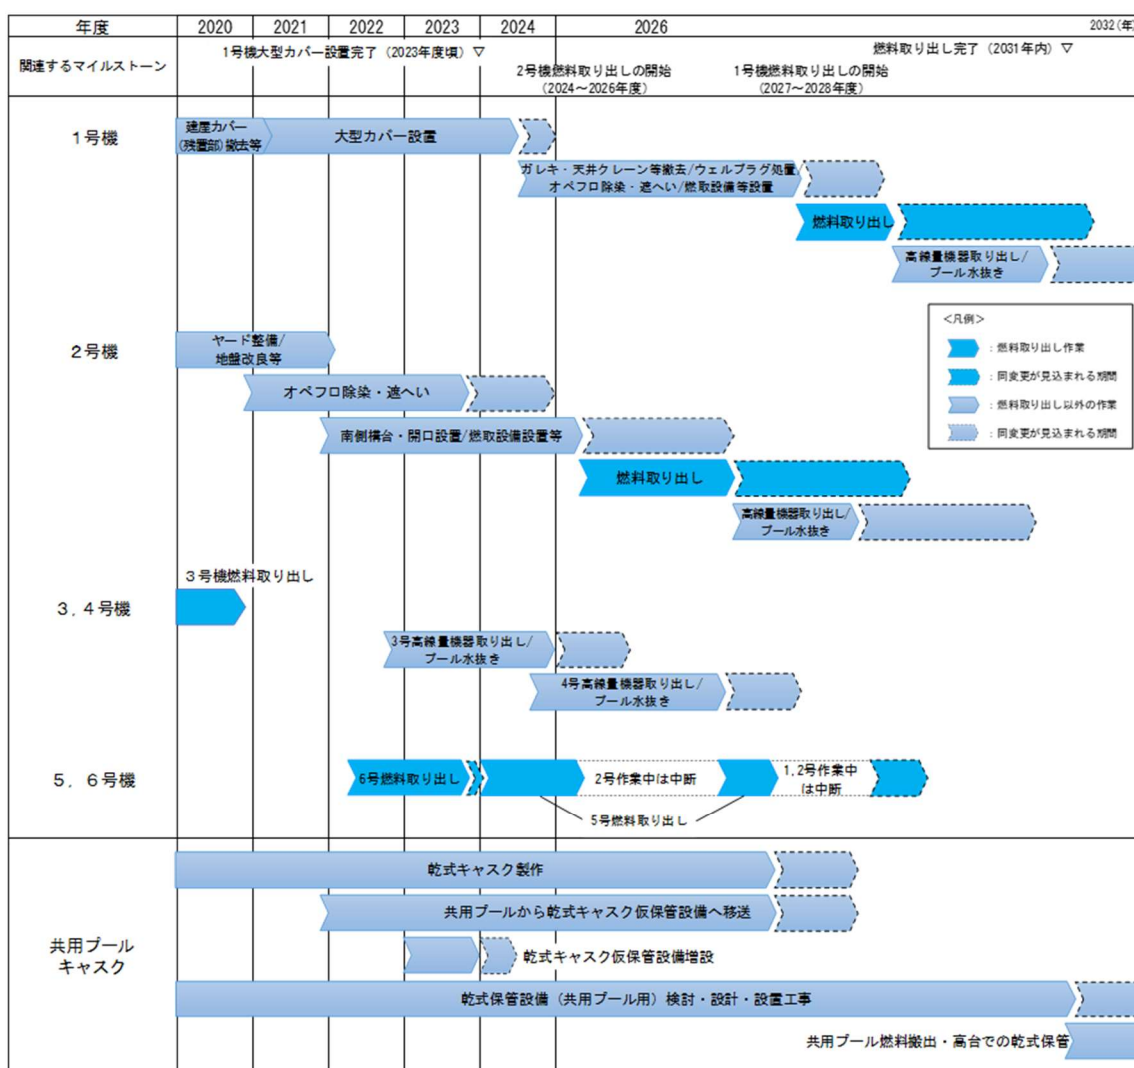 年度
2020
2021
2022
2023
2024
2026
2032(年)
関連するマイルストーン
1号機大型カバー設置完了（2023年度頃）▽
燃料取り出し完了（2031年内）▽
2号機燃料取り出しの開始
（2024～2026年度）
1号機燃料取り出しの開始
（2027～2028年度）
1号機
建屋カバー
(残置部)撤去等
大型カバー設置
ガレキ・天井クレーン等撤去/ウェルプラグ処置/
オペフロ除染・遮へい/燃取設備等設置
燃料取り出し
高線量機器取り出し/
プール水抜き
＜凡例＞
：燃料取り出し作業
：同変更が見込まれる期間
：燃料取り出し以外の作業
：同変更が見込まれる期間
2号機
ヤード整備/
地盤改良等
オペフロ除染・遮へい
南側構台・開口設置/燃取設備設置等
燃料取り出し
高線量機器取り出し/
プール水抜き
3,4号機
3号機燃料取り出し
3号高線量機器取り出し/
プール水抜き
4号高線量機器取り出し/
プール水抜き
5,6号機
6号燃料取り出し
2号作業中は中断
1,2号作業中
は中断
5号燃料取り出し
共用プール
キャスク
乾式キャスク製作
共用プールから乾式キャスク仮保管設備へ移送
乾式キャスク仮保管設備増設
乾式保管設備（共用プール用）検討・設計・設置工事
共用プール燃料搬出・高台での乾式保管